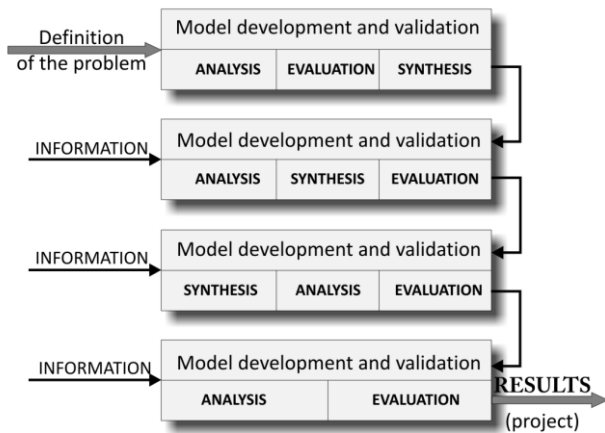 Definition
of the problem
Model development and validation
ANALYSIS EVALUATION SYNTHESIS
INFORMATION
Model development and validation
ANALYSIS SYNTHESIS EVALUATION
INFORMATION
Model development and validation
SYNTHESIS ANALYSIS EVALUATION
INFORMATION
Model development and validation
ANALYSIS EVALUATION
RESULTS
(project)